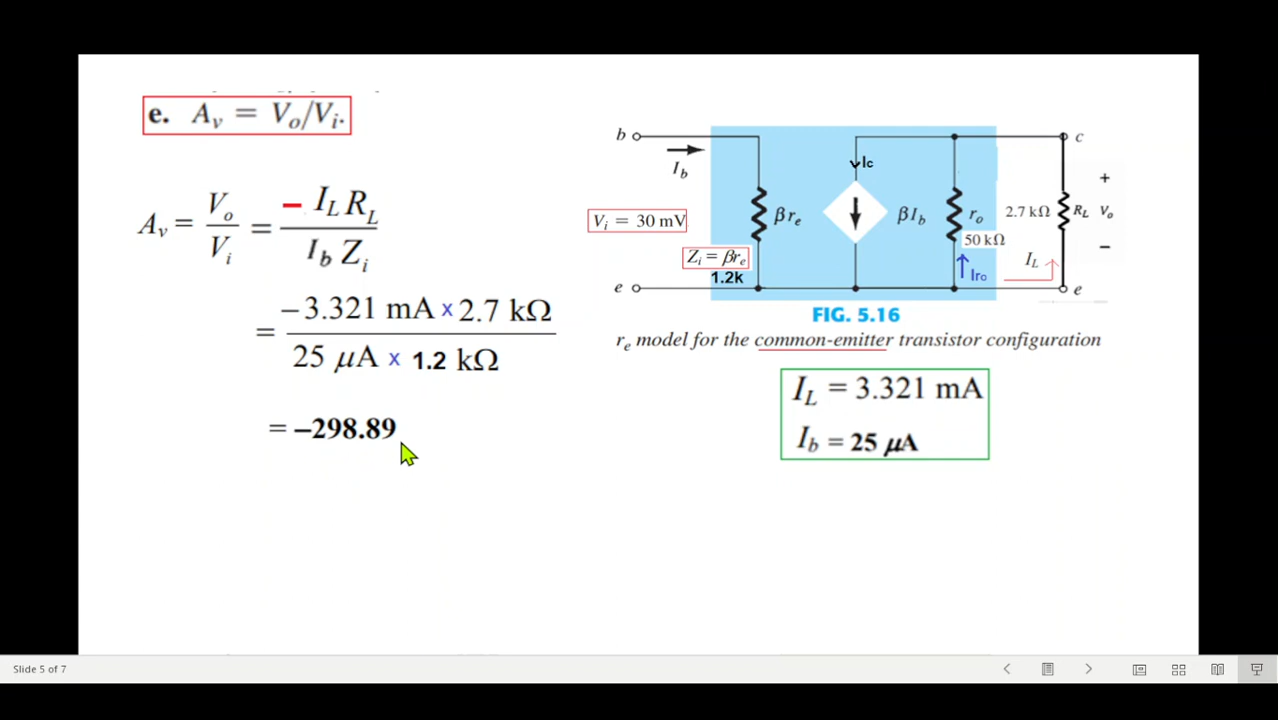 e. Av = Vo/Vi.
Av = Vo / Vi = − IL RL / Ib Zi
= −3.321 mA x 2.7 kΩ / 25 μA x 1.2 kΩ
= −298.89
b
Ib
Vi = 30 mV
Zi = βre
1.2k
e
βre
Ic
βIb
ro
50 kΩ
Iro
2.7 kΩ
RL
IL
c
+
Vo
−
e
FIG. 5.16
re model for the common-emitter transistor configuration
IL = 3.321 mA
Ib = 25 μA
Slide 5 of 7